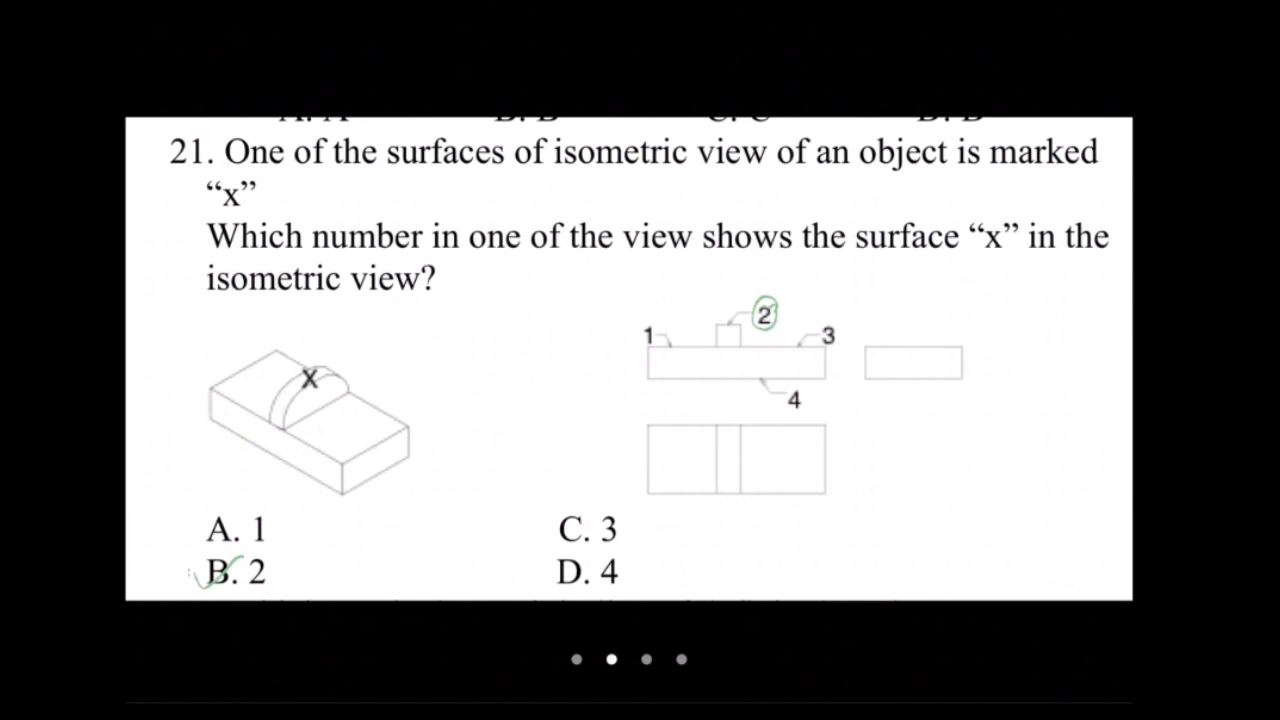 21. One of the surfaces of isometric view of an object is marked
“x”
Which number in one of the view shows the surface “x” in the
isometric view?
2
1
3
X
4
A. 1
C. 3
B. 2
D. 4